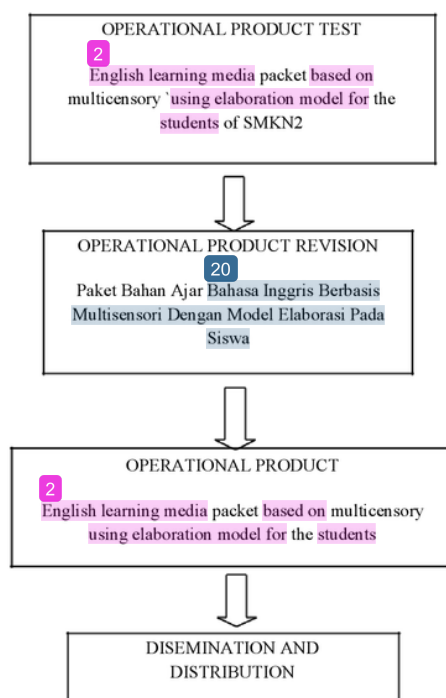 OPERATIONAL PRODUCT TEST
2
English learning media packet based on
multicensory `using elaboration model for the
students of SMKN2
OPERATIONAL PRODUCT REVISION
20
Paket Bahan Ajar Bahasa Inggris Berbasis
Multisensori Dengan Model Elaborasi Pada
Siswa
OPERATIONAL PRODUCT
2
English learning media packet based on multicensory
using elaboration model for the students
DISEMINATION AND
DISTRIBUTION